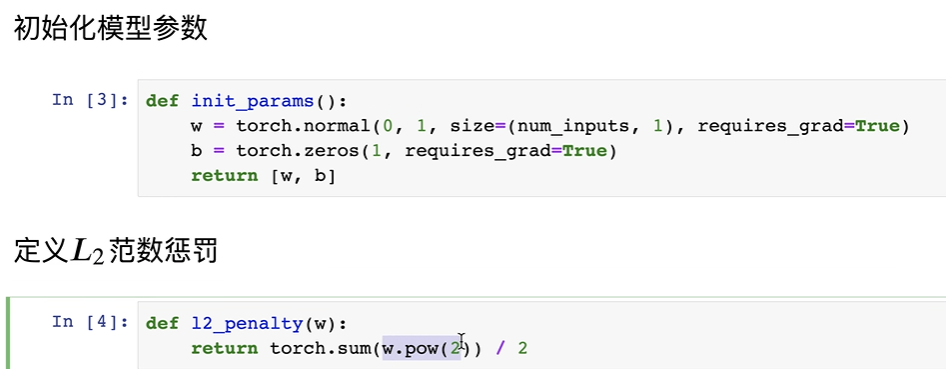 初始化模型参数
In [3]: def init_params():
w = torch.normal(0, 1, size=(num_inputs, 1), requires_grad=True)
b = torch.zeros(1, requires_grad=True)
return [w, b]
定义L2范数惩罚
In [4]: def l2_penalty(w):
return torch.sum(w.pow(2)) / 2